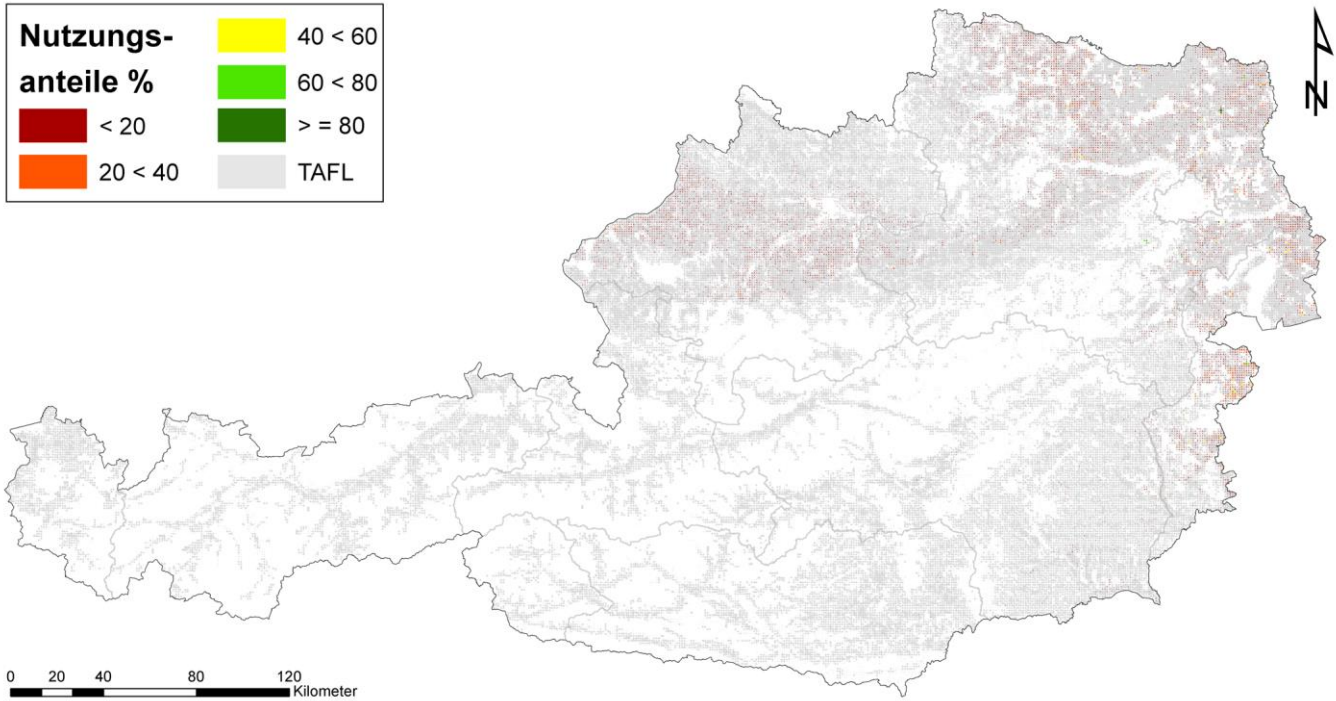 Nutzungs-
anteile %
< 20
20 < 40
40 < 60
60 < 80
> = 80
TAFL
N
0 20 40 80 120
Kilometer